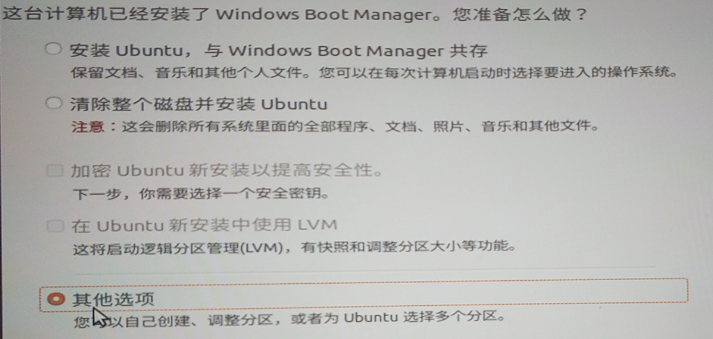 这台计算机已经安装了 Windows Boot Manager。您准备怎么做？
安装 Ubuntu，与 Windows Boot Manager 共存
保留文档、音乐和其他个人文件。您可以在每次计算机启动时选择要进入的操作系统。
清除整个磁盘并安装 Ubuntu
注意：这会删除所有系统里面的全部程序、文档、照片、音乐和其他文件。
加密 Ubuntu 新安装以提高安全性。
下一步，你需要选择一个安全密钥。
在 Ubuntu 新安装中使用 LVM
这将启动逻辑分区管理(LVM)，有快照和调整分区大小等功能。
其他选项
您可以自己创建、调整分区，或者为 Ubuntu 选择多个分区。